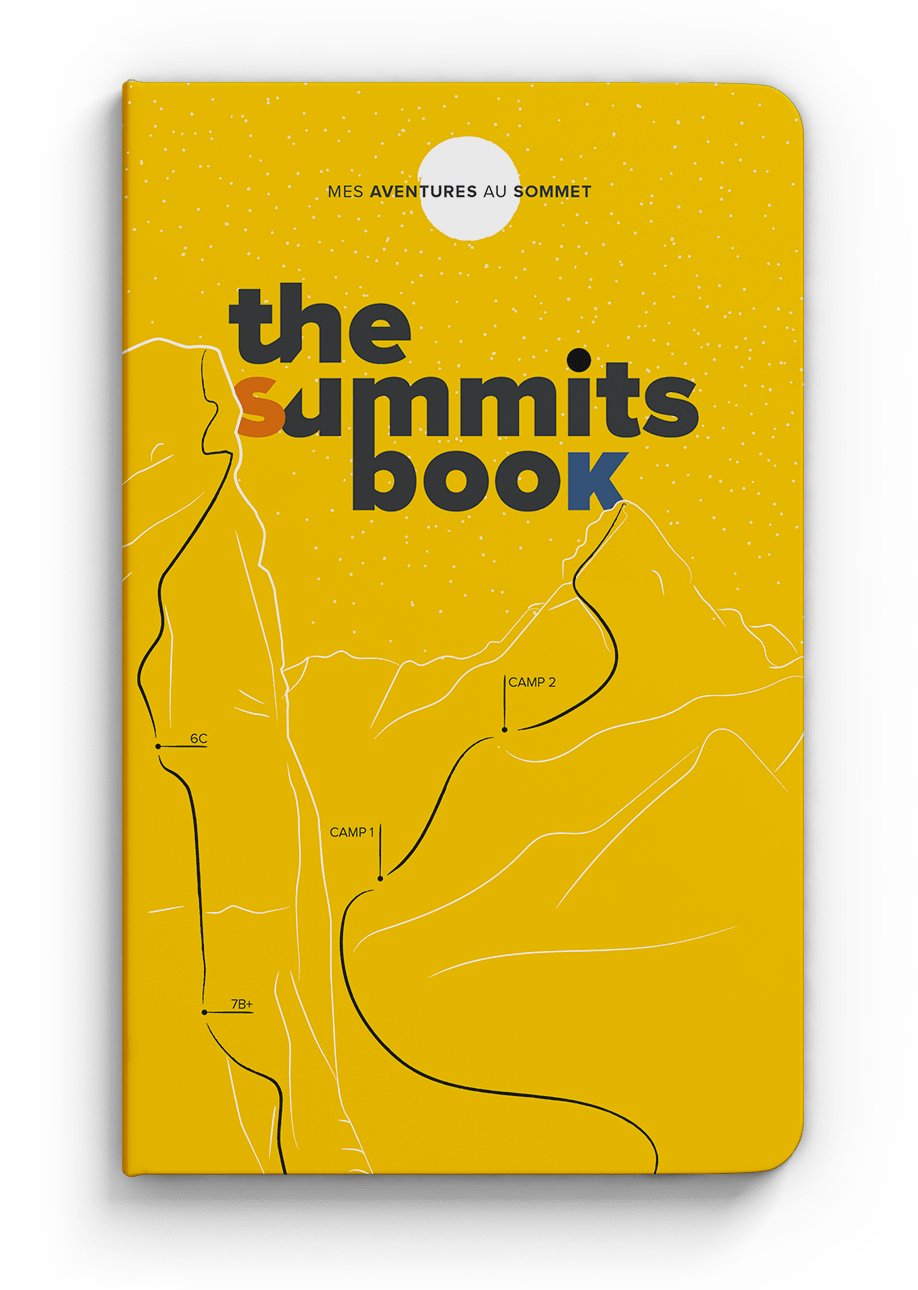 MES AVENTURES AU SOMMET
the
summits
book
CAMP 2
6C
CAMP 1
7B+